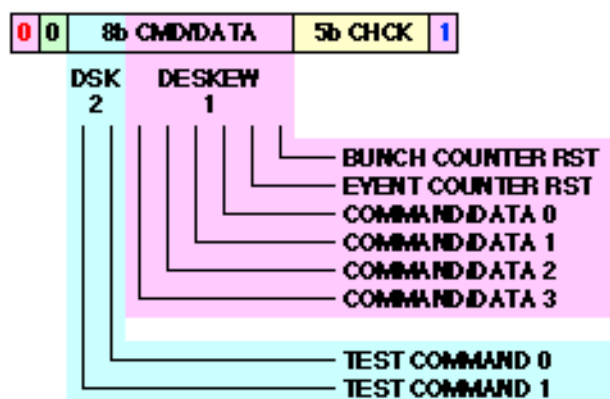 0 0 8b CMD/DATA 5b CHCK 1
DSK DESKEW
2 1
BUNCH COUNTER RST
EVENT COUNTER RST
COMMAND/DATA 0
COMMAND/DATA 1
COMMAND/DATA 2
COMMAND/DATA 3
TEST COMMAND 0
TEST COMMAND 1